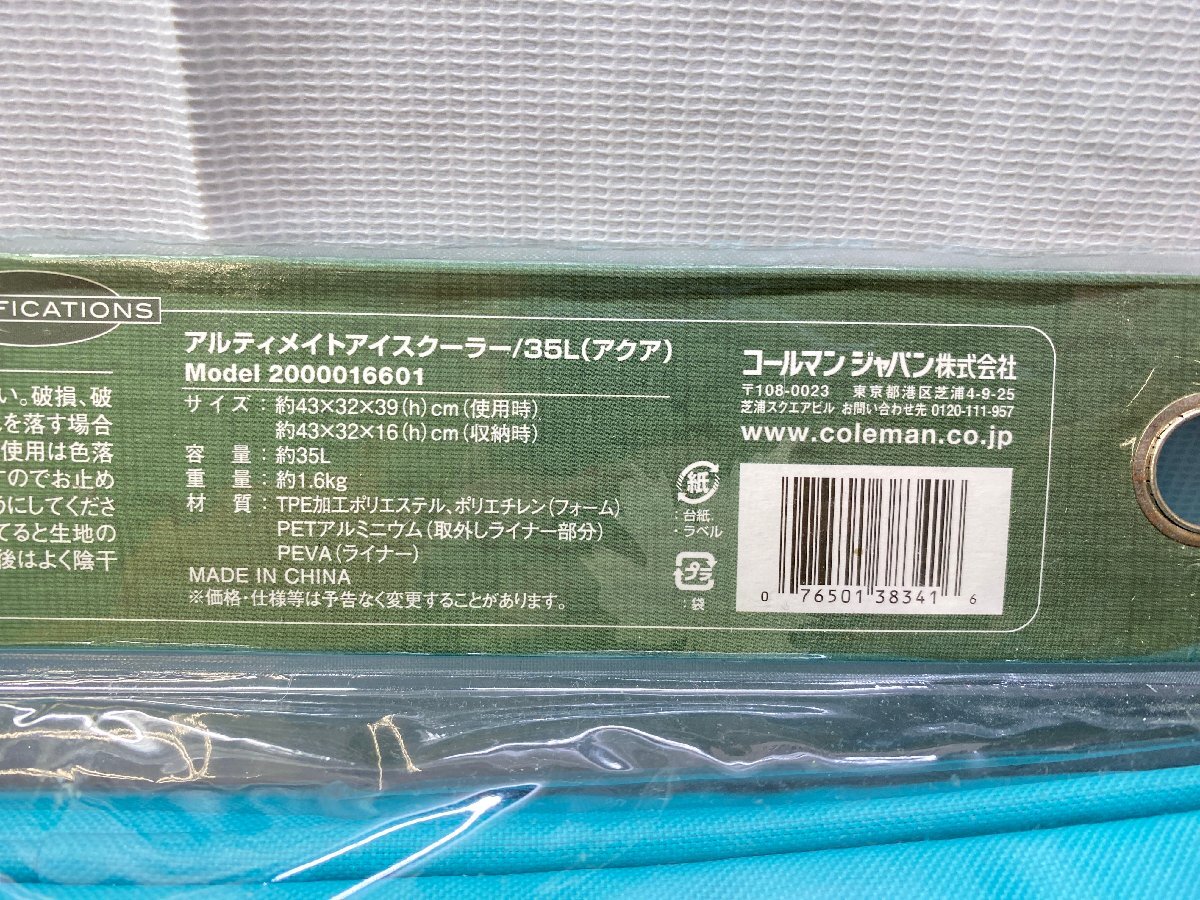 FICATIONS
い。破損、破
れを落す場合
使用は色落
すのでお止め
うにしてくださ
てると生地の
後はよく陰干
アルティメイトアイスクーラー/35L(アクア)
Model 2000016601
サイズ：約43×32×39(h)cm(使用時)
約43×32×16(h)cm(収納時)
容　量：約35L
重　量：約1.6kg
材　質：TPE加工ポリエステル、ポリエチレン(フォーム)
PETアルミニウム(取外しライナー部分)
PEVA(ライナー)
MADE IN CHINA
※価格・仕様等は予告なく変更することがあります。
コールマン ジャパン株式会社
〒108-0023　東京都港区芝浦4-9-25
芝浦スクエアビル お問い合わせ先 0120-111-957
www.coleman.co.jp
紙
：台紙
・ラベル
プラ
：袋
0 76501 38341 6